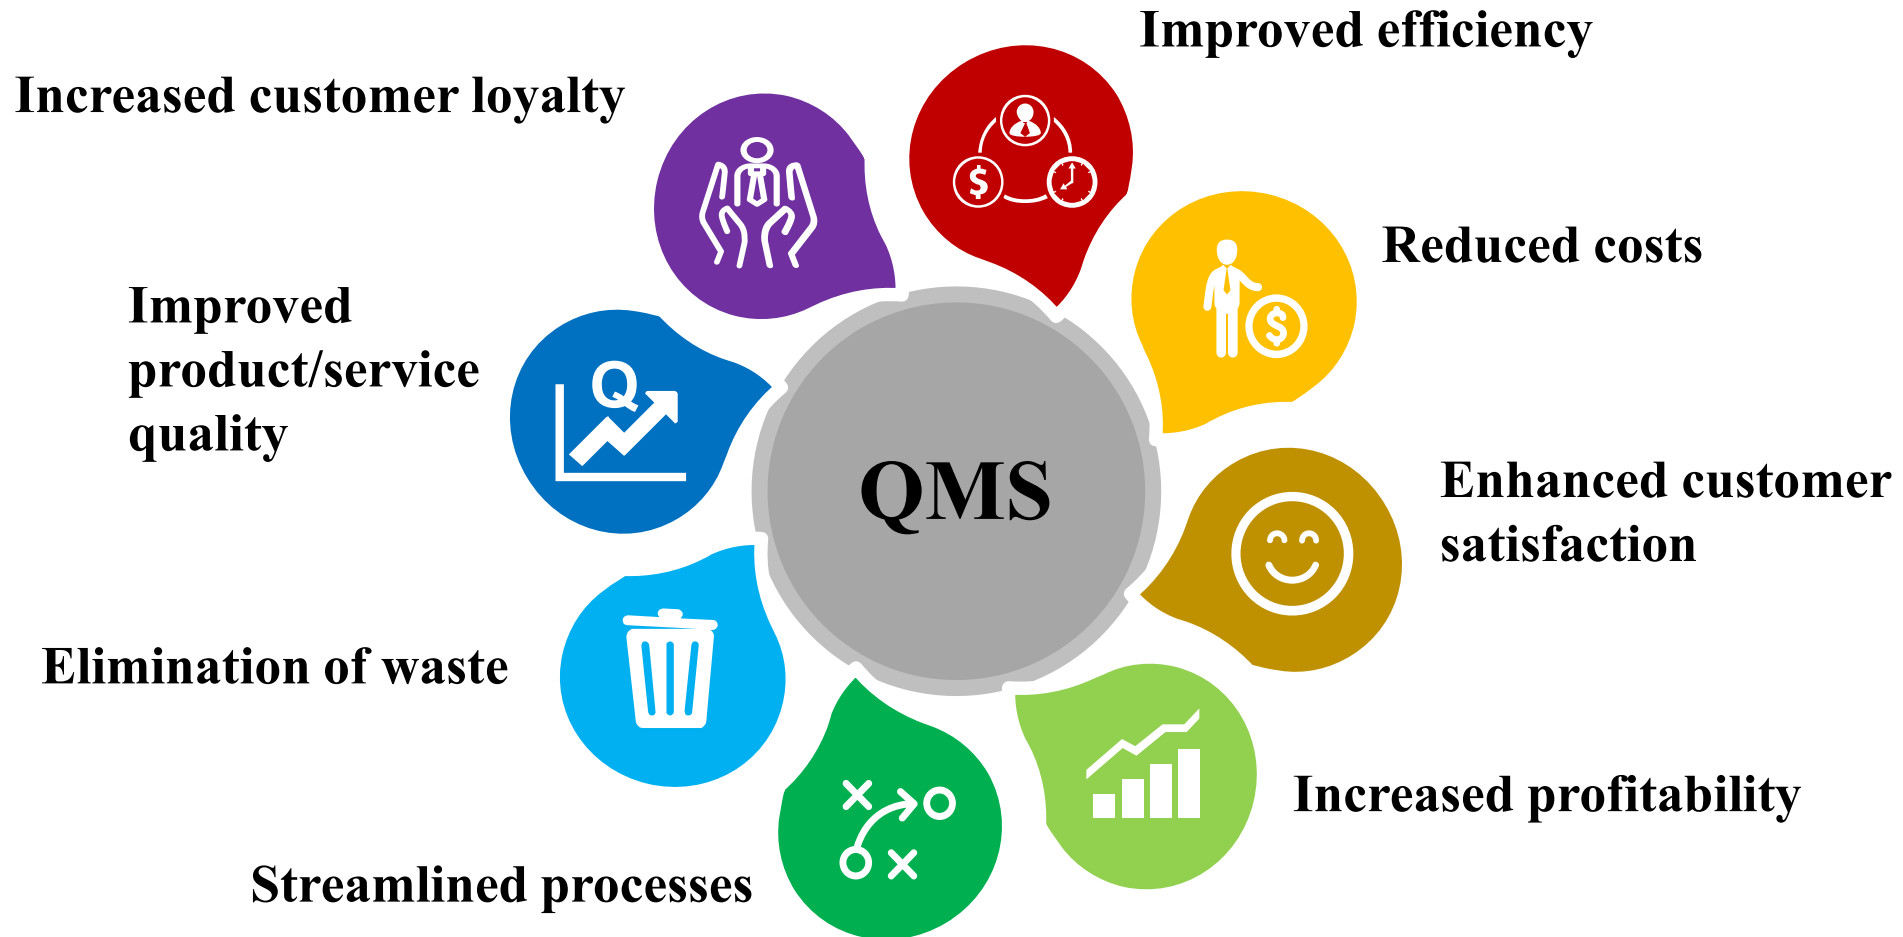 Improved efficiency
Increased customer loyalty
Reduced costs
Improved
product/service
quality
$
$
Q
QMS
Enhanced customer
satisfaction
Elimination of waste
Increased profitability
Streamlined processes